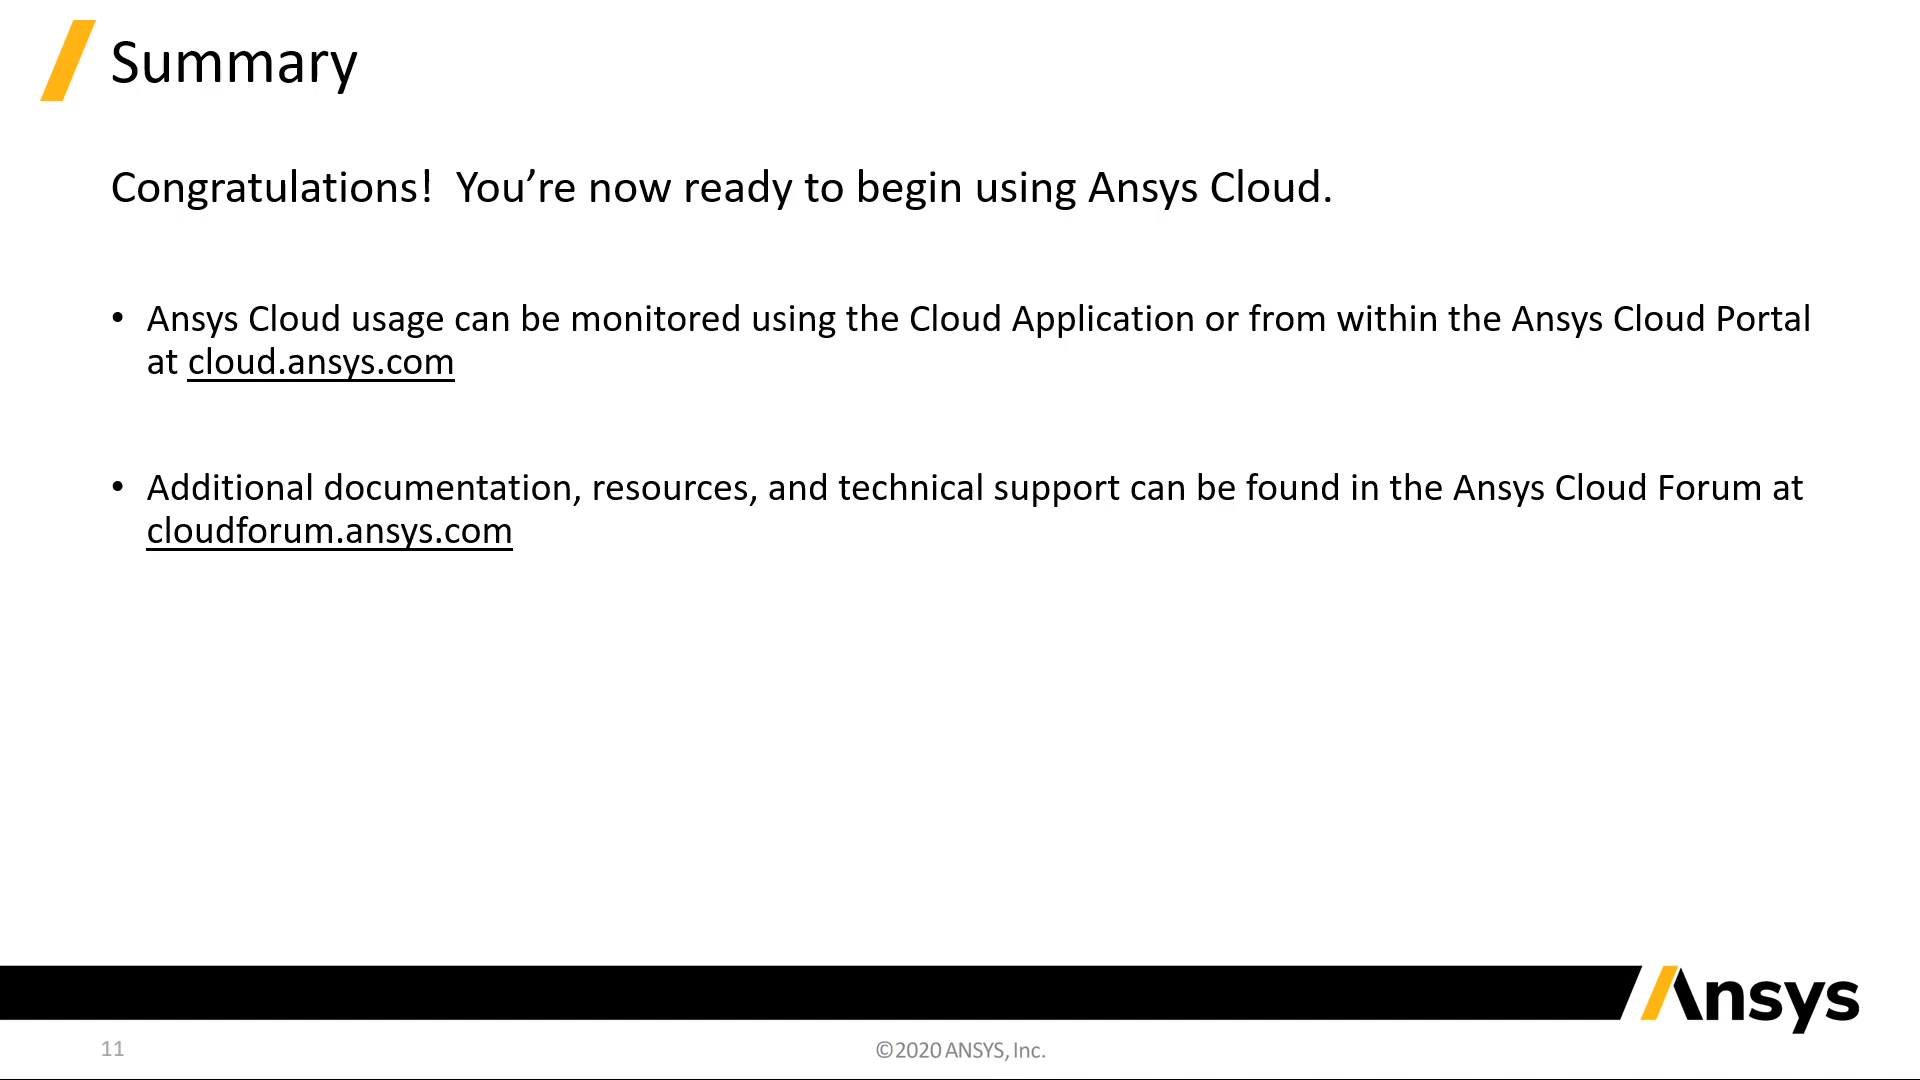 Summary
Congratulations!  You’re now ready to begin using Ansys Cloud.
• Ansys Cloud usage can be monitored using the Cloud Application or from within the Ansys Cloud Portal
at cloud.ansys.com
• Additional documentation, resources, and technical support can be found in the Ansys Cloud Forum at
cloudforum.ansys.com
Ansys
11
©2020 ANSYS, Inc.